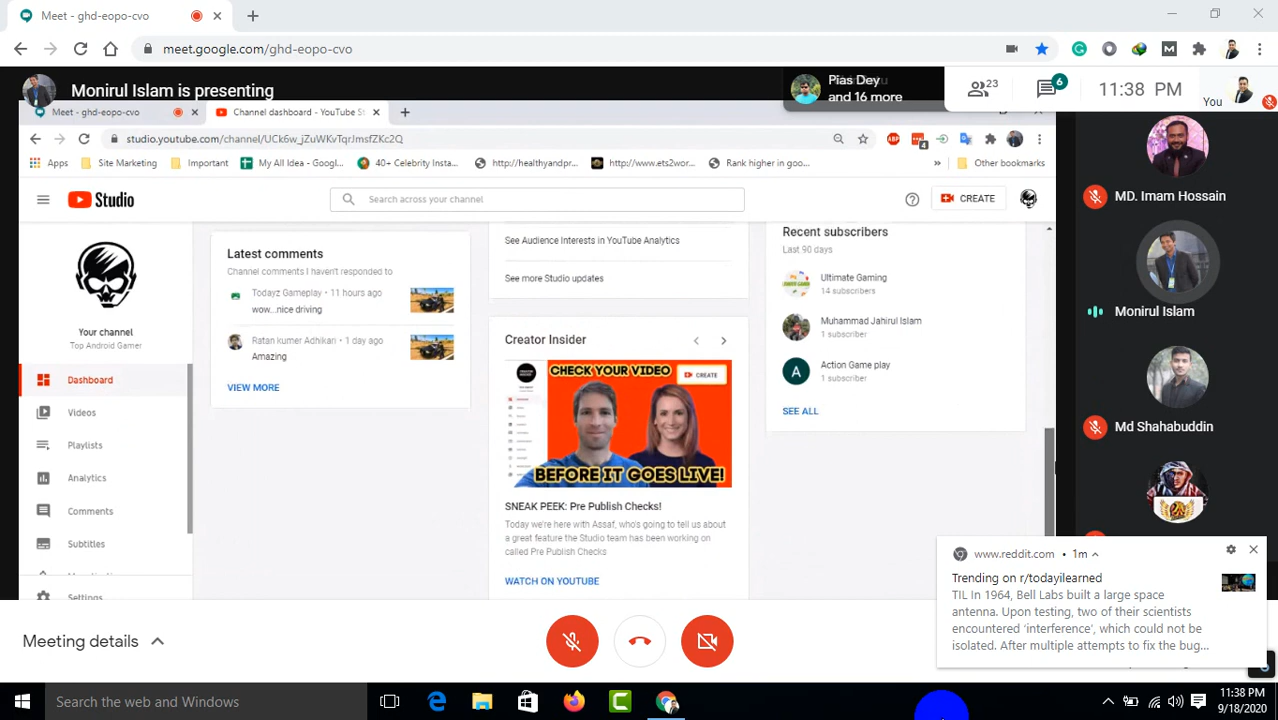 Meet - ghd-eopo-cvo
meet.google.com/ghd-eopo-cvo
Monirul Islam is presenting
Pias Dey
and 16 more
23
6
11:38 PM
You
Meet - ghd-eopo-cvo
Channel dashboard - YouTube St
studio.youtube.com/channel/UCk6w_jZuWKvTqrJmsfZKc2Q
4
Apps
Site Marketing
Important
My All Idea - Googl...
40+ Celebrity Insta...
http://healthyandpr...
http://www.ets2wor...
Rank higher in goo...
»
Other bookmarks
Studio
Search across your channel
CREATE
Your channel
Top Android Gamer
Dashboard
Videos
Playlists
Analytics
Comments
Subtitles
Settings
Latest comments
Channel comments I haven't responded to
Todayz Gameplay • 11 hours ago
wow...nice driving
Ratan kumer Adhikari • 1 day ago
Amazing
VIEW MORE
See Audience Interests in YouTube Analytics
See more Studio updates
Creator Insider
CHECK YOUR VIDEO
CREATE
BEFORE IT GOES LIVE!
SNEAK PEEK: Pre Publish Checks!
Today we're here with Assaf, who's going to tell us about
a great feature the Studio team has been working on
called Pre Publish Checks
WATCH ON YOUTUBE
Recent subscribers
Last 90 days
Ultimate Gaming
14 subscribers
Muhammad Jahirul Islam
1 subscriber
A
Action Game play
1 subscriber
SEE ALL
MD. Imam Hossain
Monirul Islam
Md Shahabuddin
www.reddit.com • 1m
Trending on r/todayilearned
TIL In 1964, Bell Labs built a large space
antenna. Upon testing, two of their scientists
encountered 'interference', which could not be
isolated. After multiple attempts to fix the bug...
Meeting details
Search the web and Windows
11:38 PM
9/18/2020